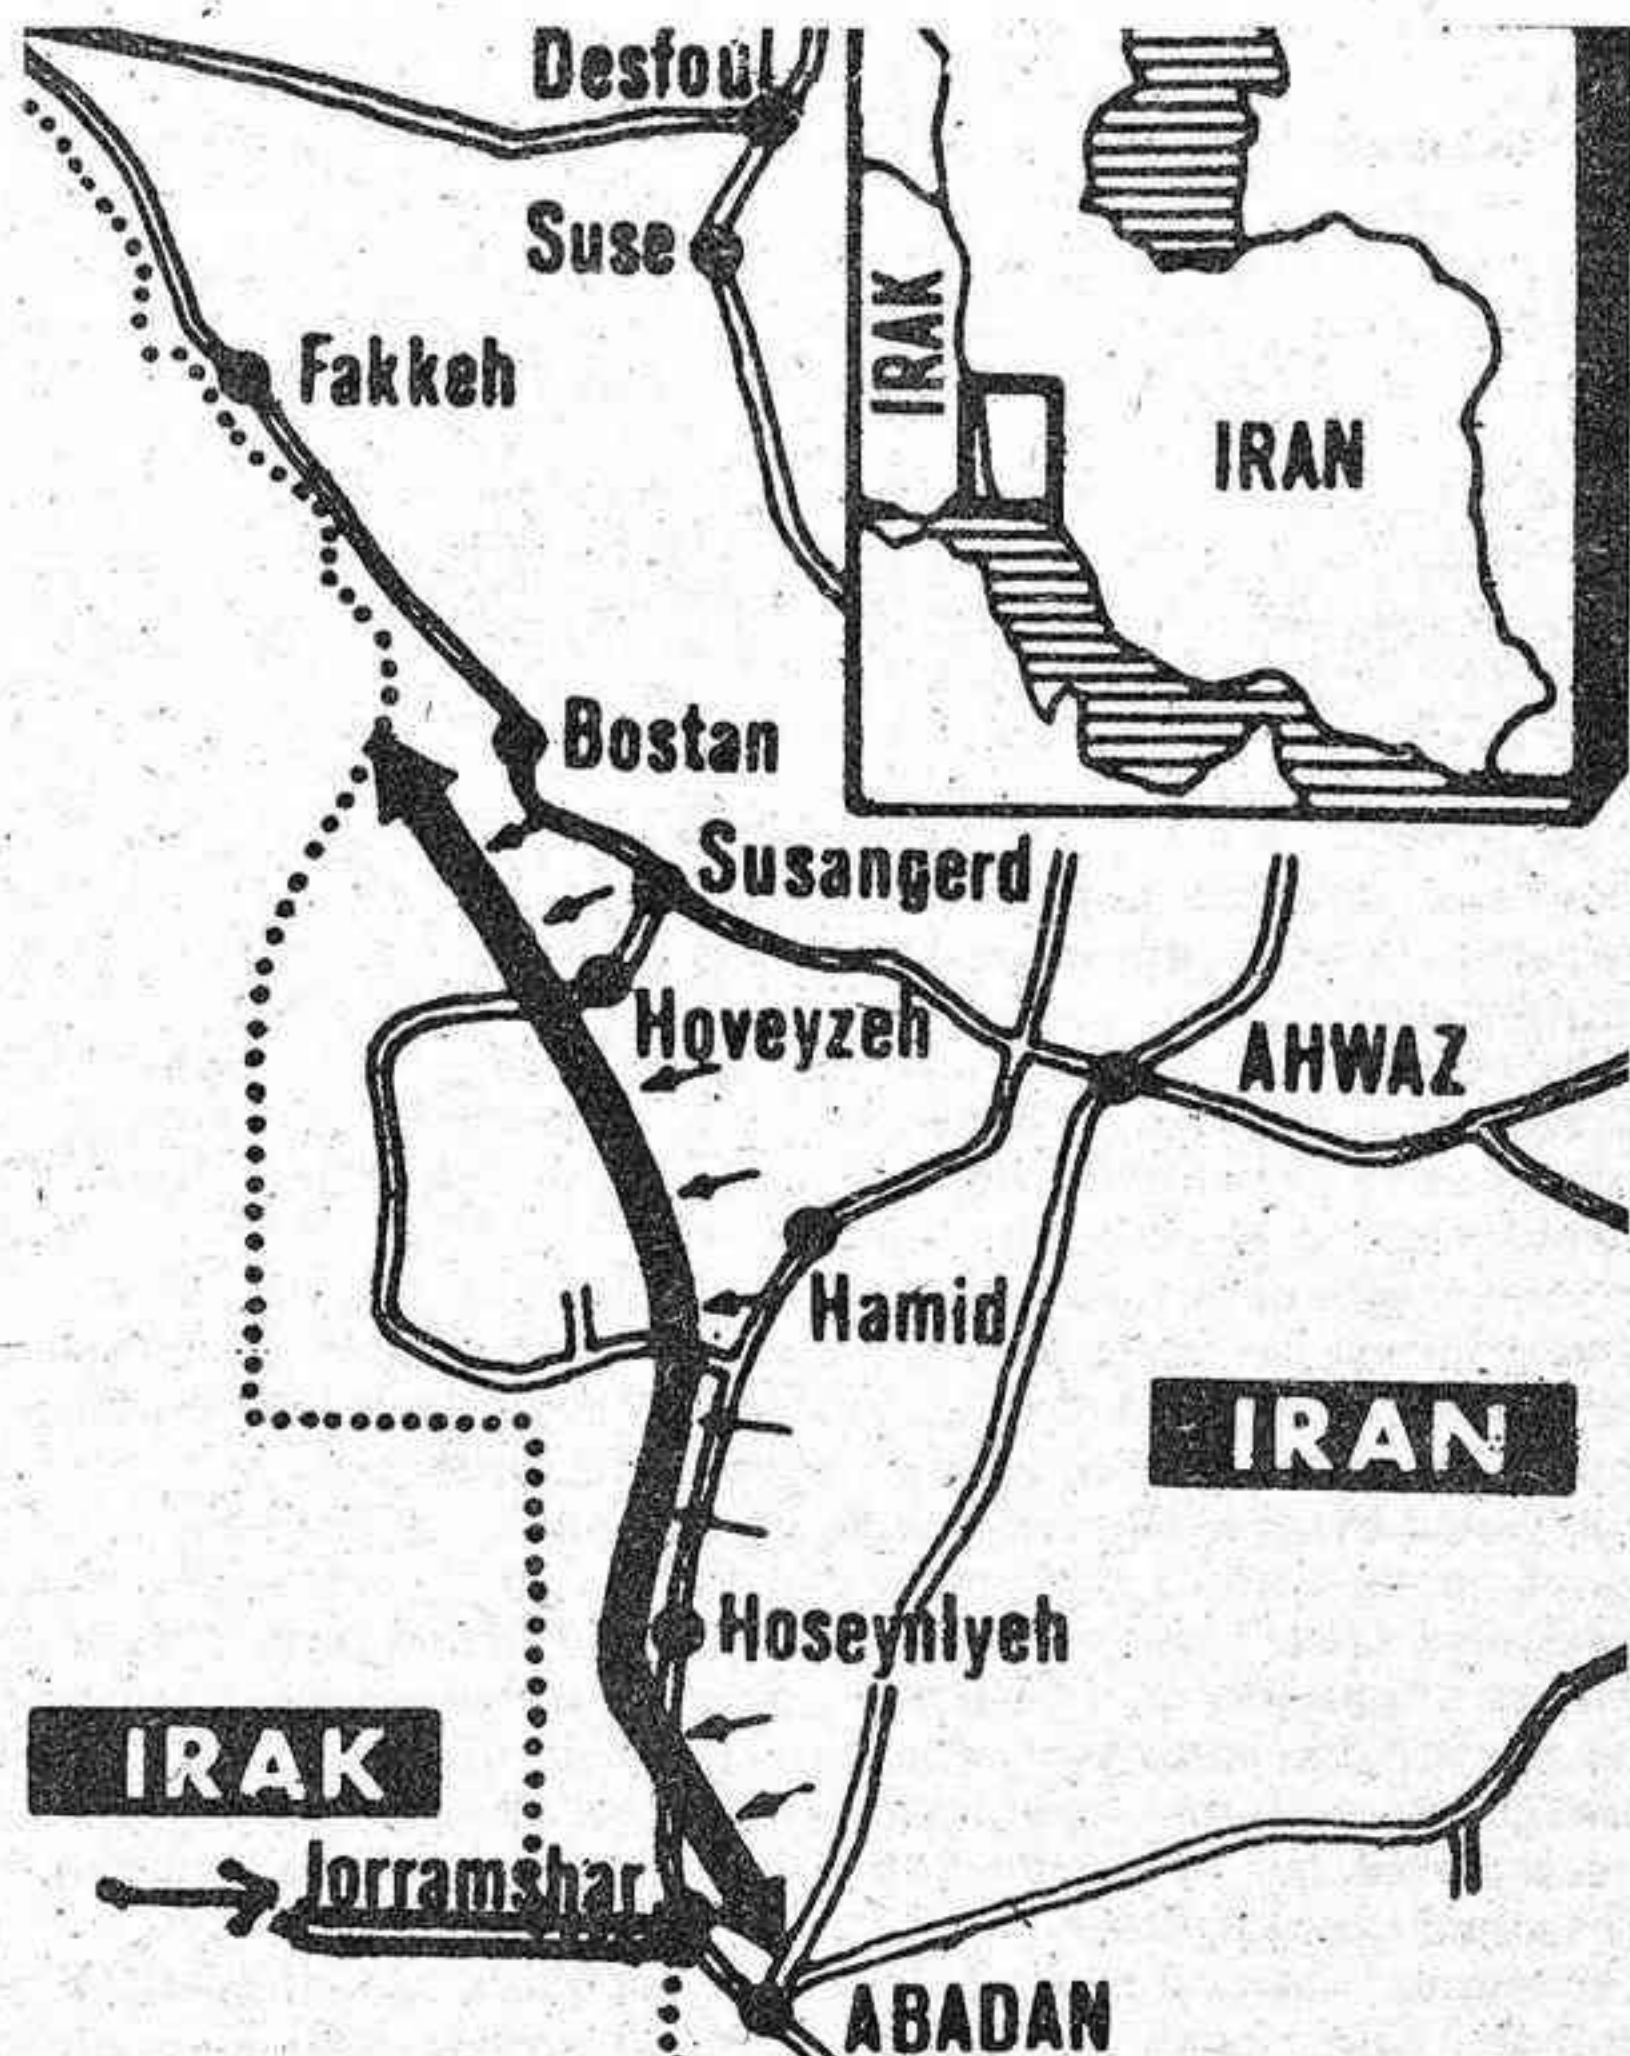 Desfoul
Suse
Fakkeh
IRAK
IRAN
Bostan
Susangerd
Hoveyzeh
AHWAZ
Hamid
IRAN
Hoseynlyeh
IRAK
Jorramshar
ABADAN